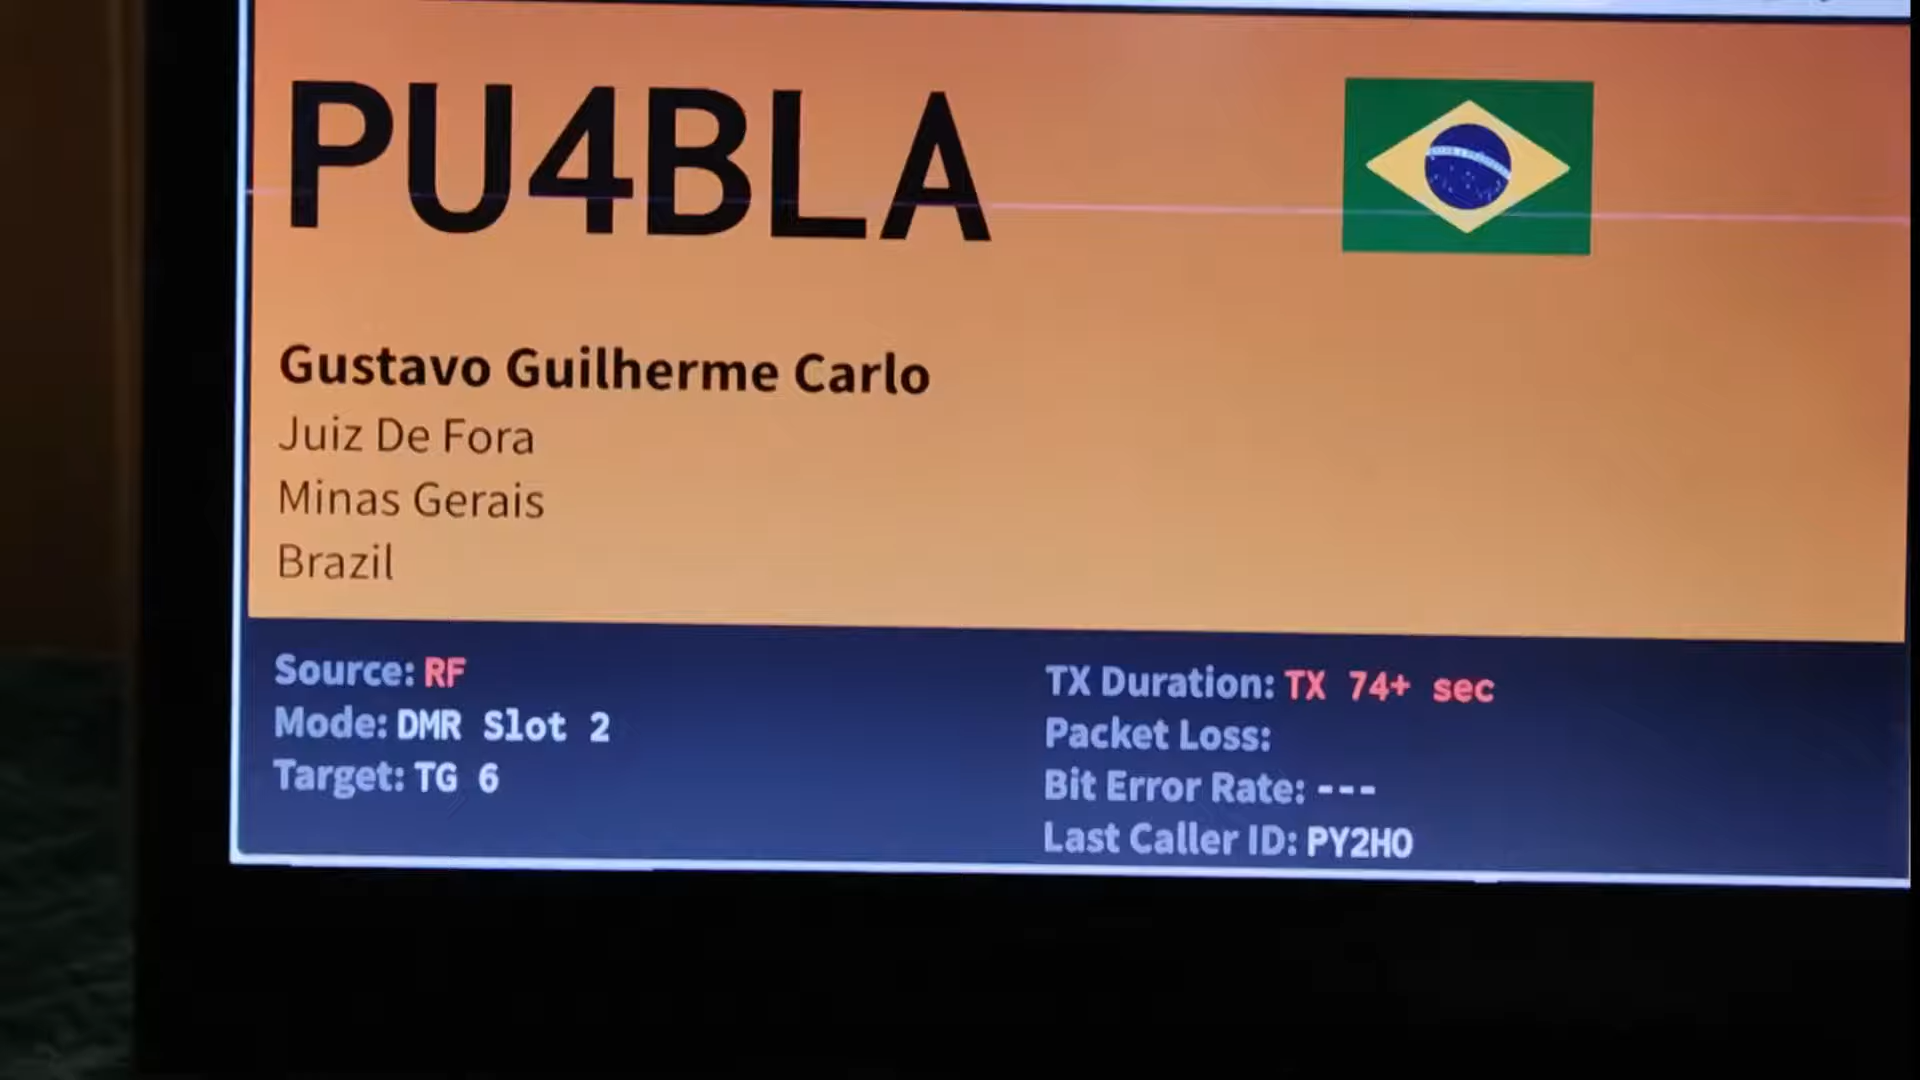 PU4BLA
Gustavo Guilherme Carlo
Juiz De Fora
Minas Gerais
Brazil
Source: RF
Mode: DMR Slot 2
Target: TG 6
TX Duration: TX 74+ sec
Packet Loss:
Bit Error Rate: ---
Last Caller ID: PY2HO